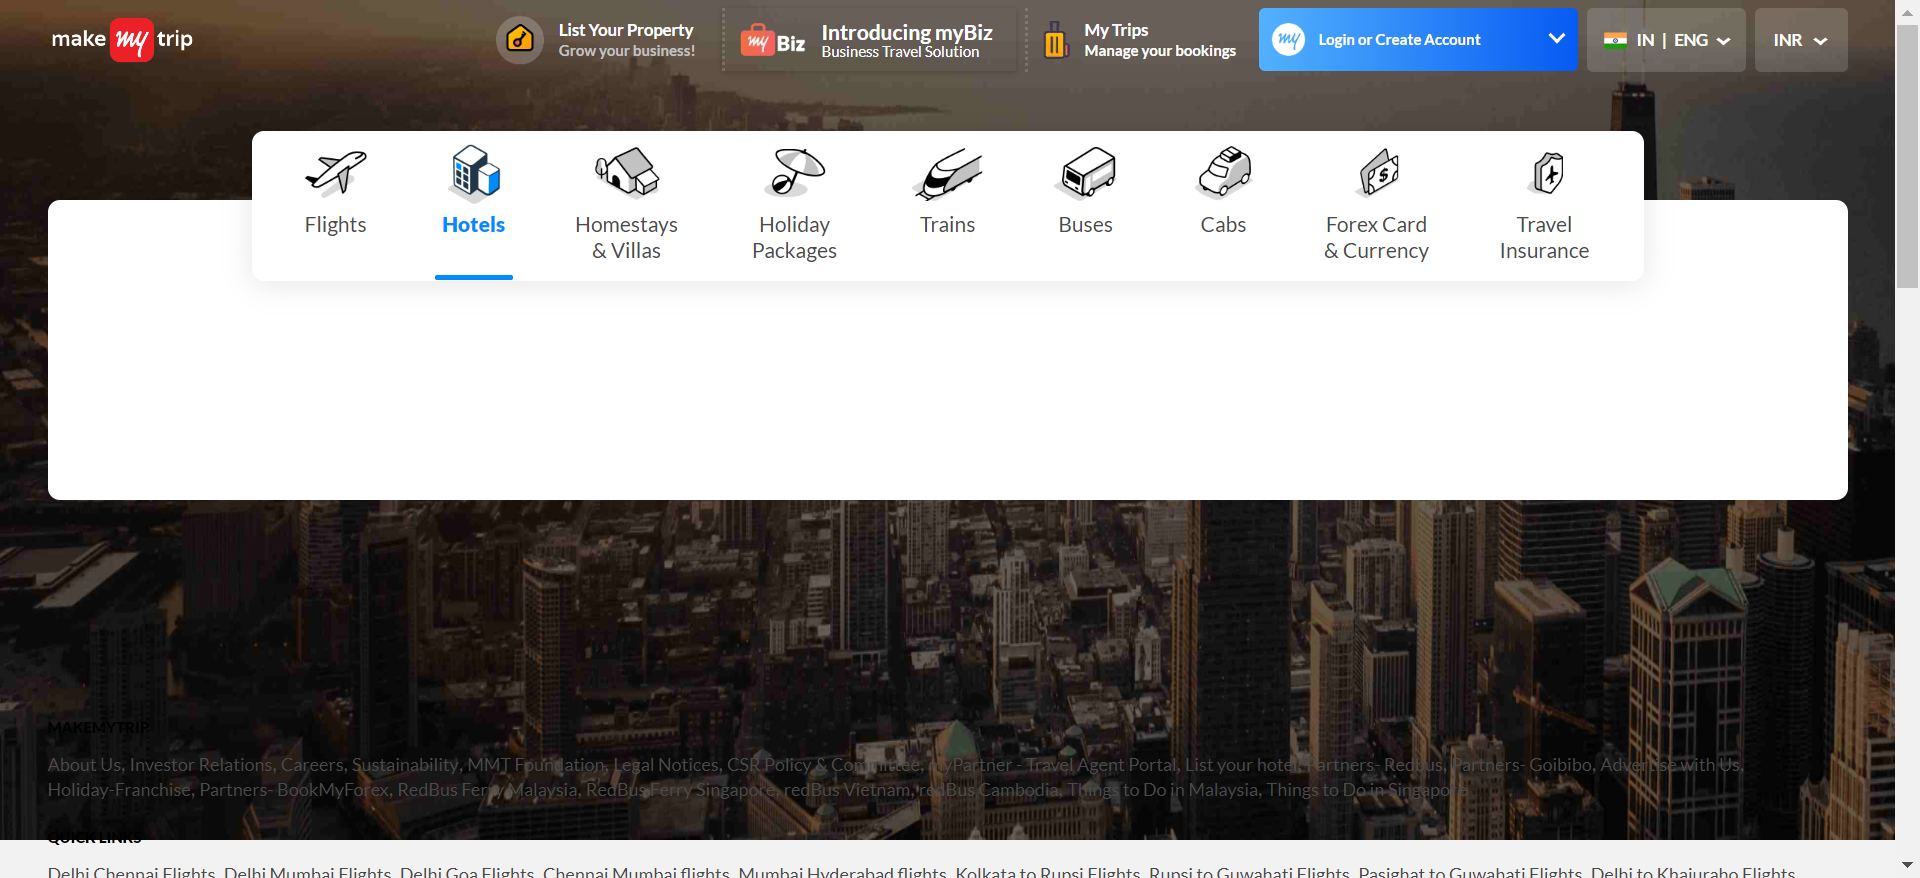 make my trip
List Your Property
Grow your business!
my Biz
Introducing myBiz
Business Travel Solution
My Trips
Manage your bookings
my
Login or Create Account
IN | ENG
INR
Flights
Hotels
Homestays
& Villas
Holiday
Packages
Trains
Buses
Cabs
Forex Card
& Currency
Travel
Insurance
MAKEMYTRIP
About Us, Investor Relations, Careers, Sustainability, MMT Foundation, Legal Notices, CSR Policy & Committee, myPartner - Travel Agent Portal, List your hotel, Partners- Redbus, Partners- Goibibo, Advertise with Us,
Holiday-Franchise, Partners- BookMyForex, RedBus Ferry Malaysia, RedBus Ferry Singapore, redBus Vietnam, redBus Cambodia, Things to Do in Malaysia, Things to Do in Singapore
QUICK LINKS
Delhi Chennai Flights, Delhi Mumbai Flights, Delhi Goa Flights, Chennai Mumbai flights, Mumbai Hyderabad flights, Kolkata to Rupsi Flights, Rupsi to Guwahati Flights, Pasighat to Guwahati Flights, Delhi to Khajuraho Flights,